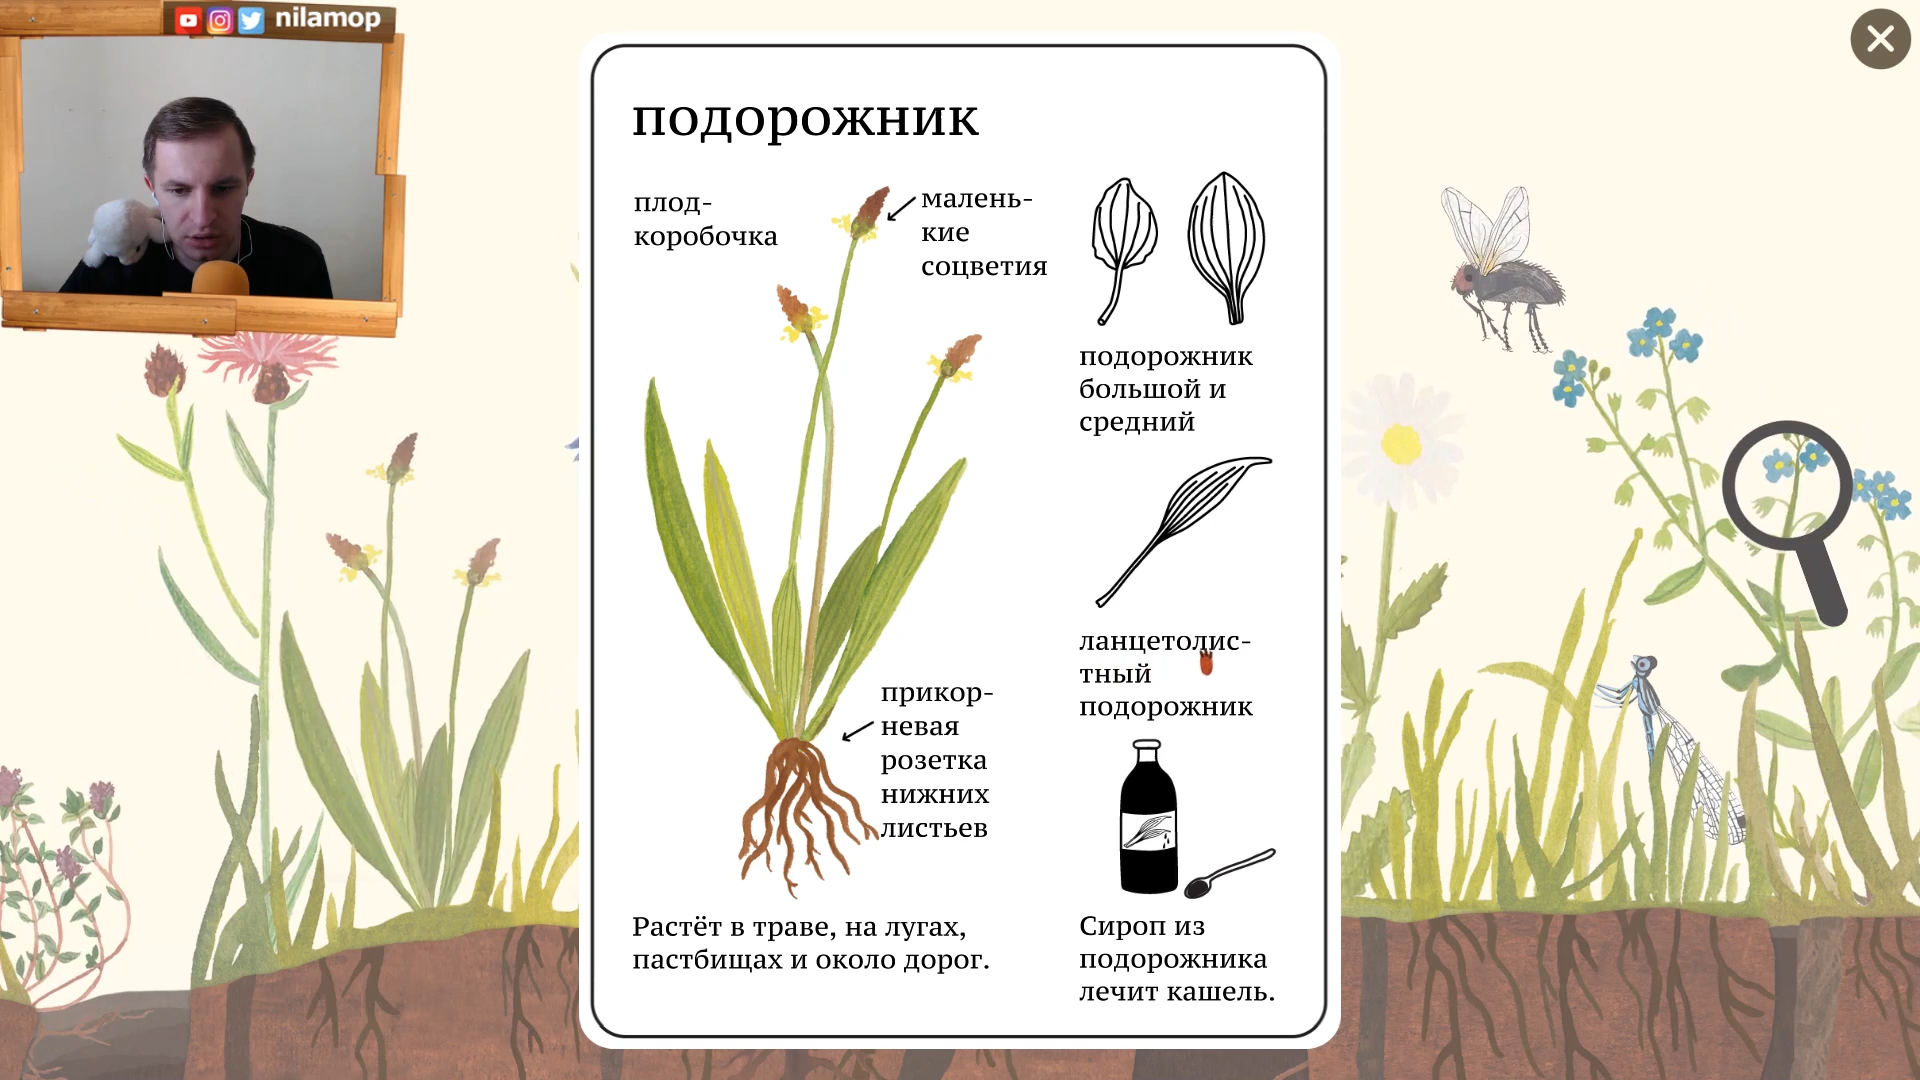 nilamop
подорожник
плод-
коробочка
малень-
кие
соцветия
подорожник
большой и
средний
ланцетолис-
тный
подорожник
прикор-
невая
розетка
нижних
листьев
Растёт в траве, на лугах,
пастбищах и около дорог.
Сироп из
подорожника
лечит кашель.